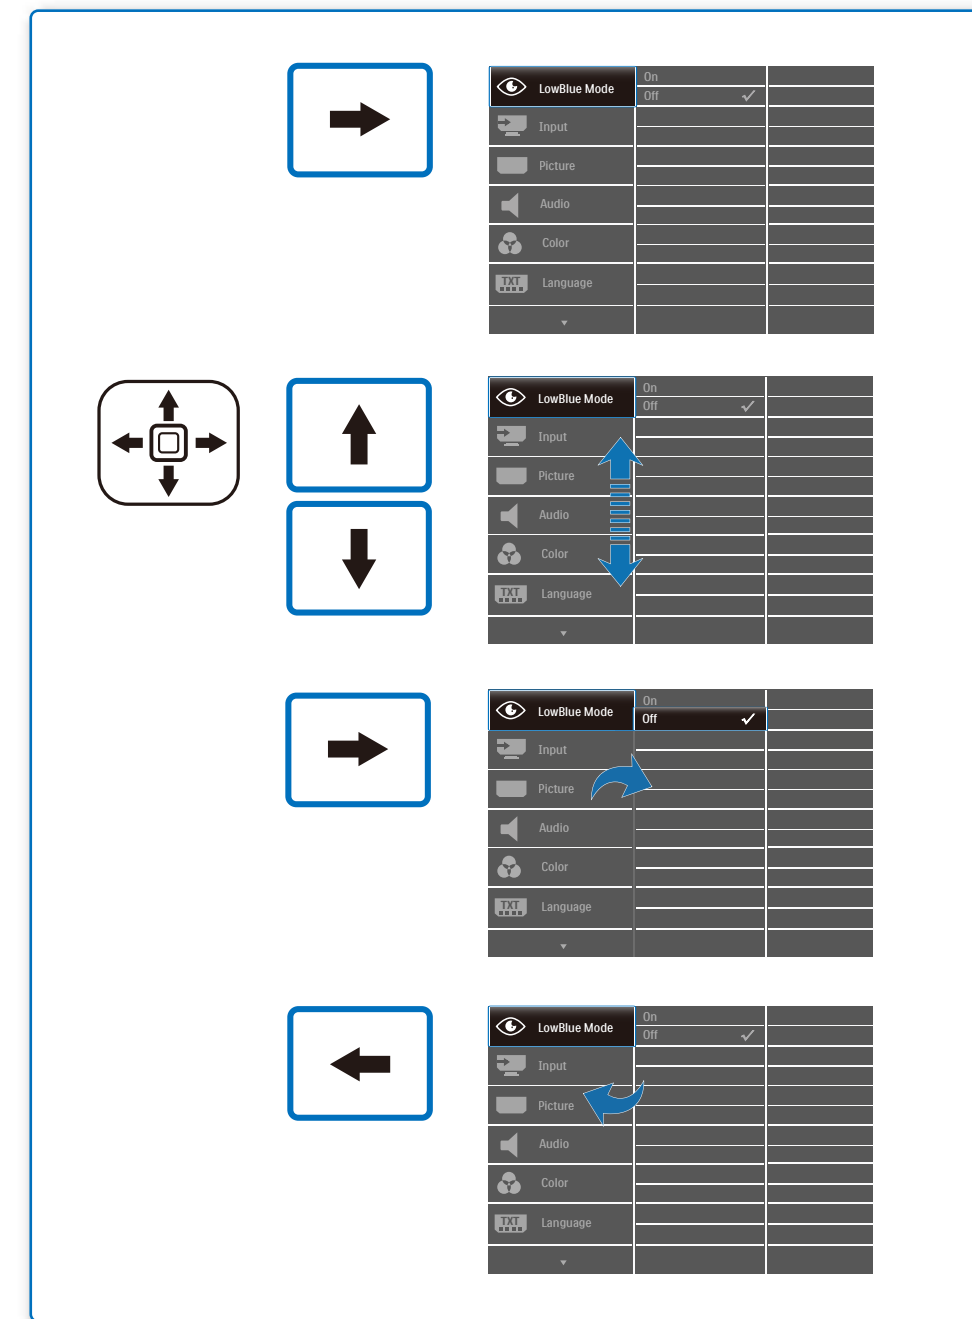 LowBlue Mode
On
Off
Input
Picture
Audio
Color
TXT
Language
LowBlue Mode
On
Off
Input
Picture
Audio
Color
TXT
Language
LowBlue Mode
On
Off
Input
Picture
Audio
Color
TXT
Language
LowBlue Mode
On
Off
Input
Picture
Audio
Color
TXT
Language